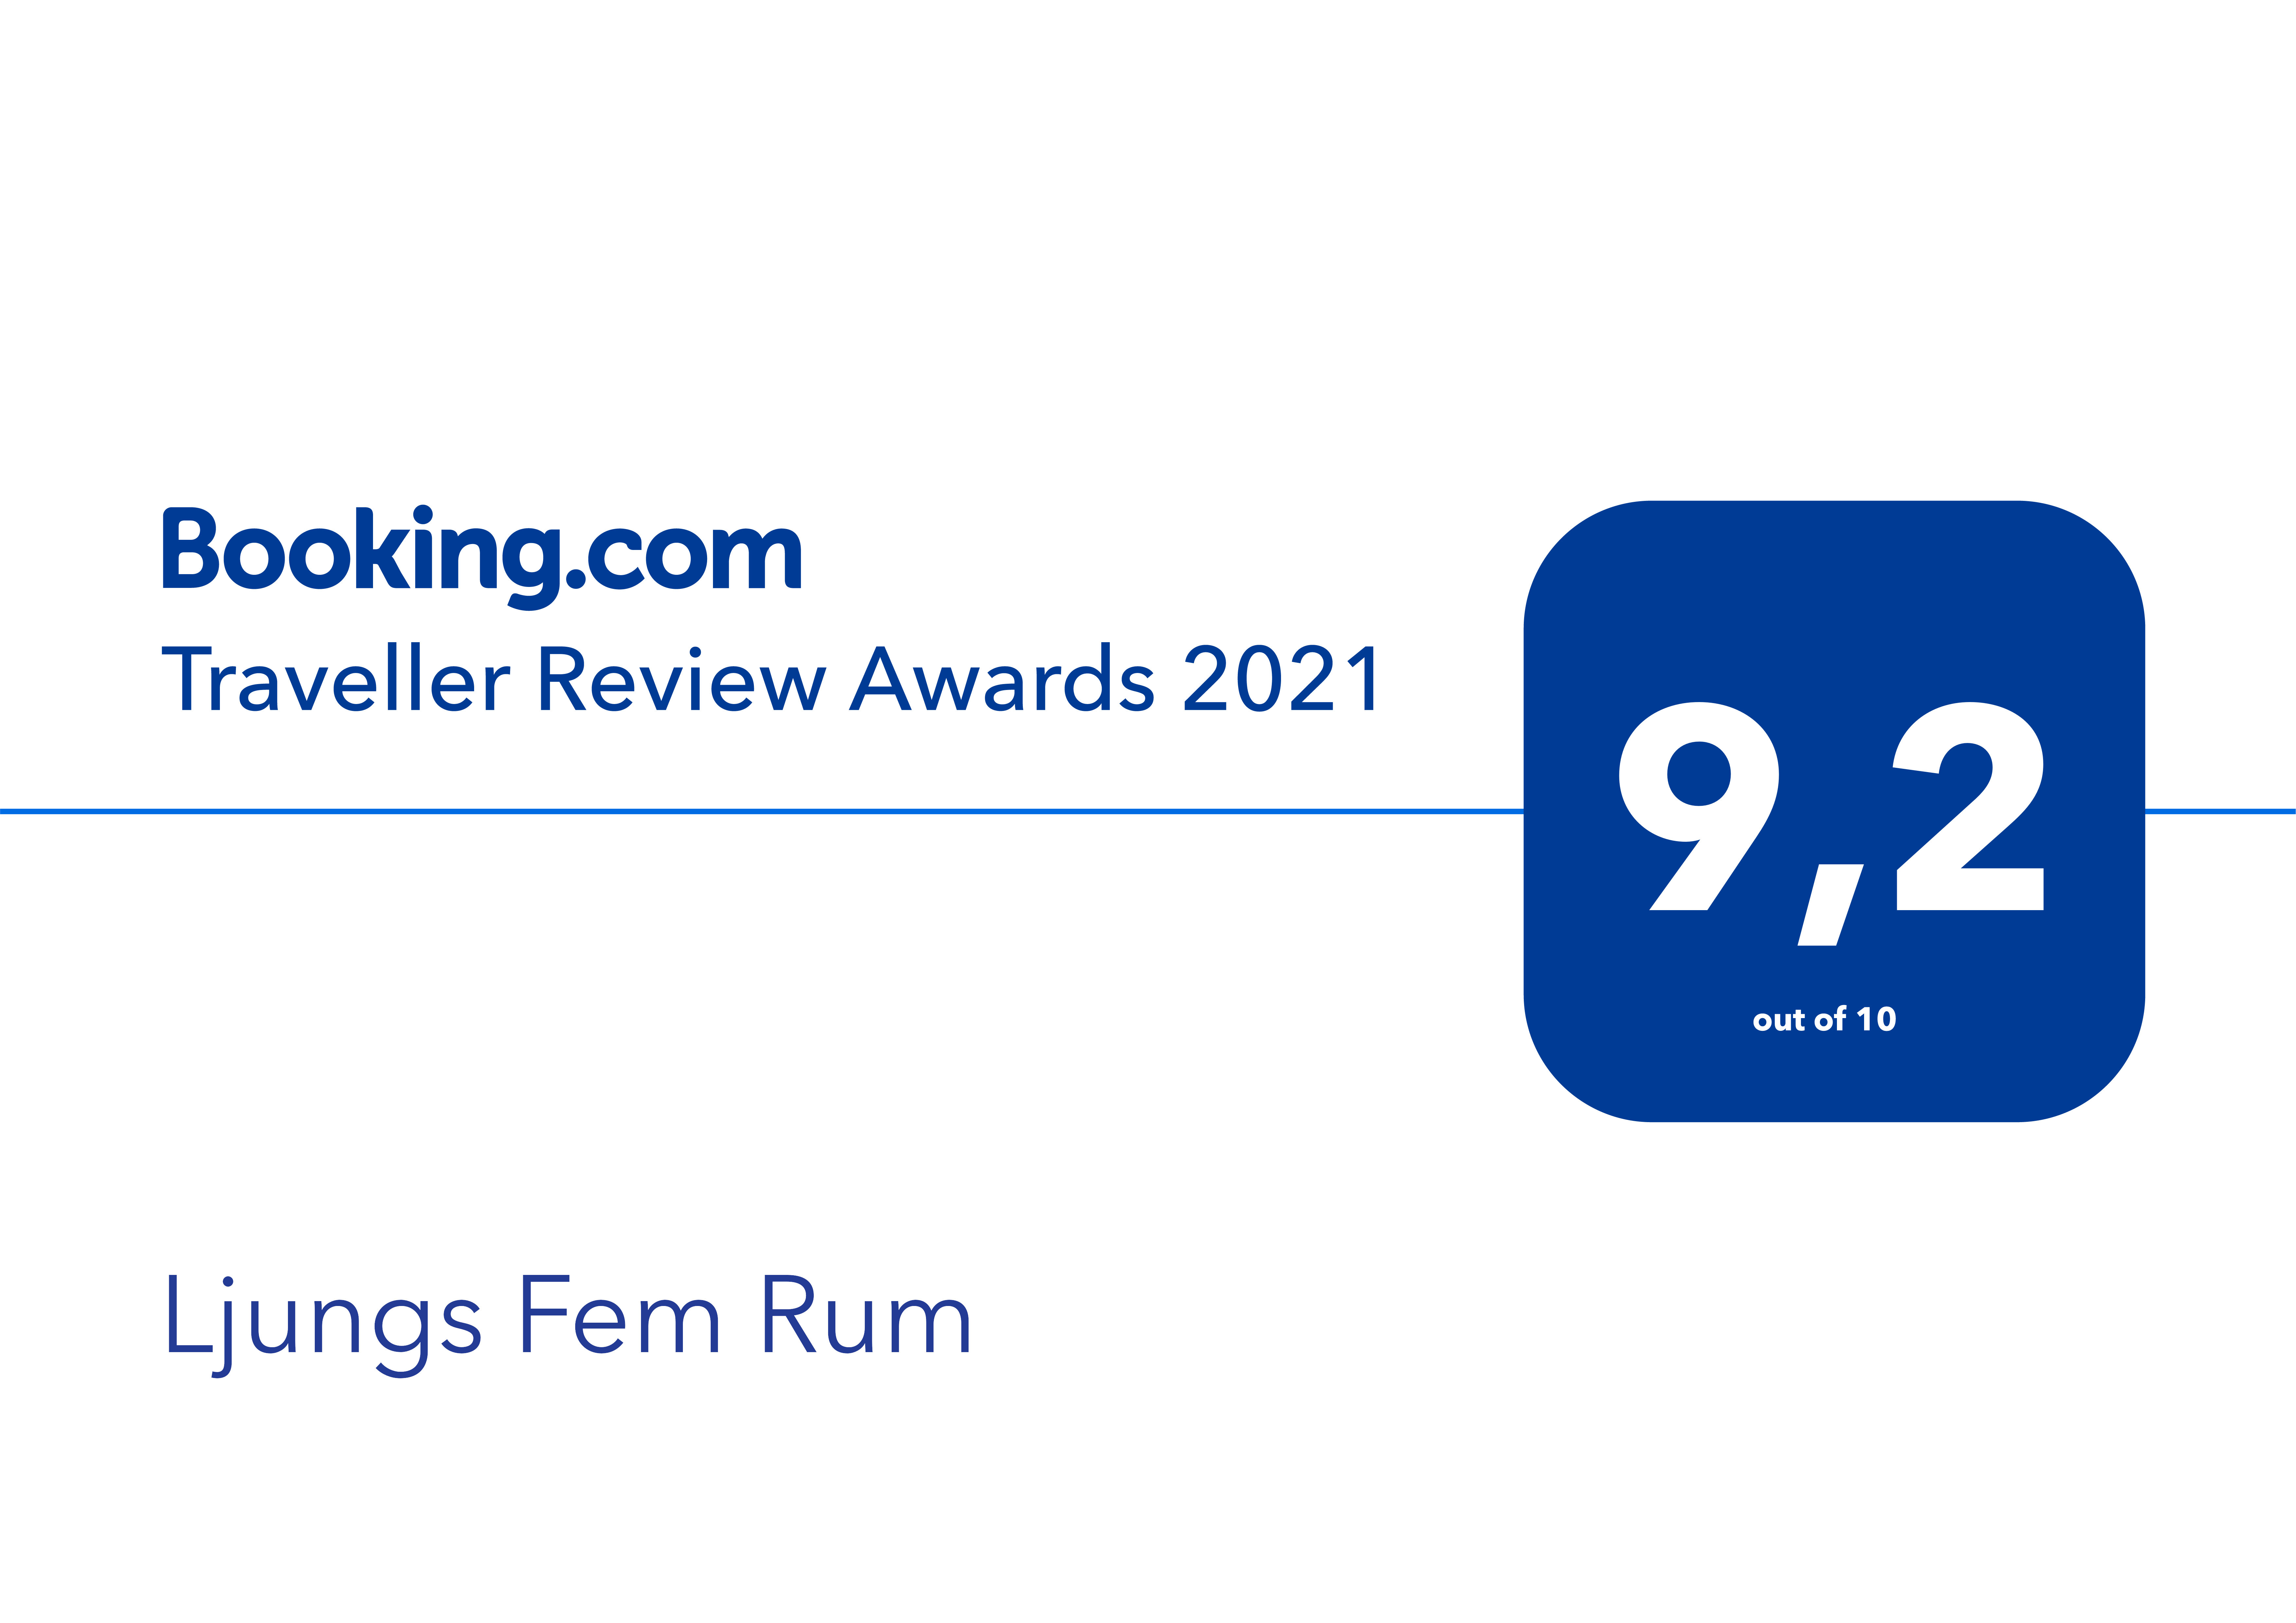 Booking.com
Traveller Review Awards 2021
9,2
out of 10
Ljungs Fem Rum